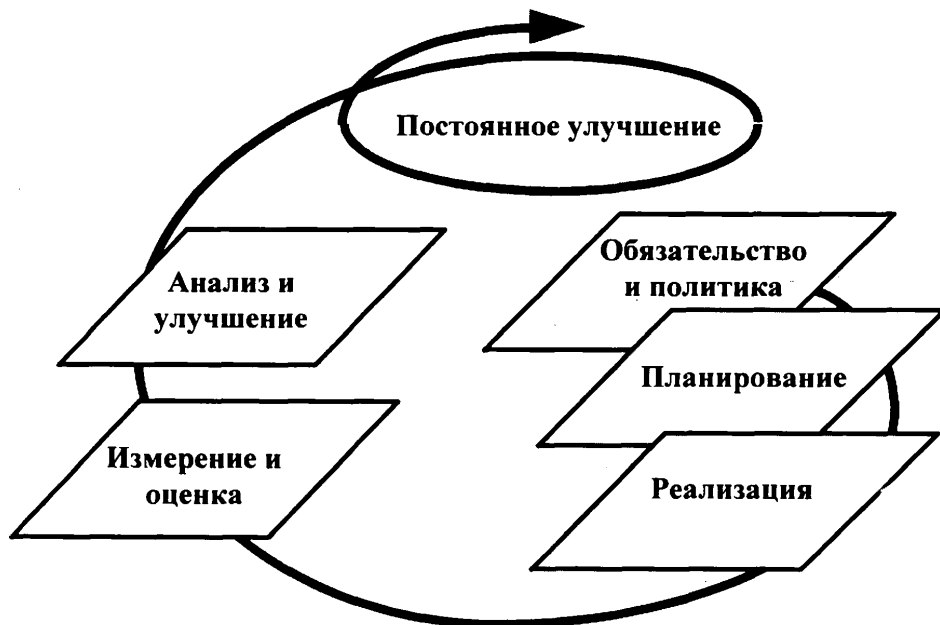 Постоянное улучшение
Обязательство
и политика
Планирование
Реализация
Измерение и
оценка
Анализ и
улучшение